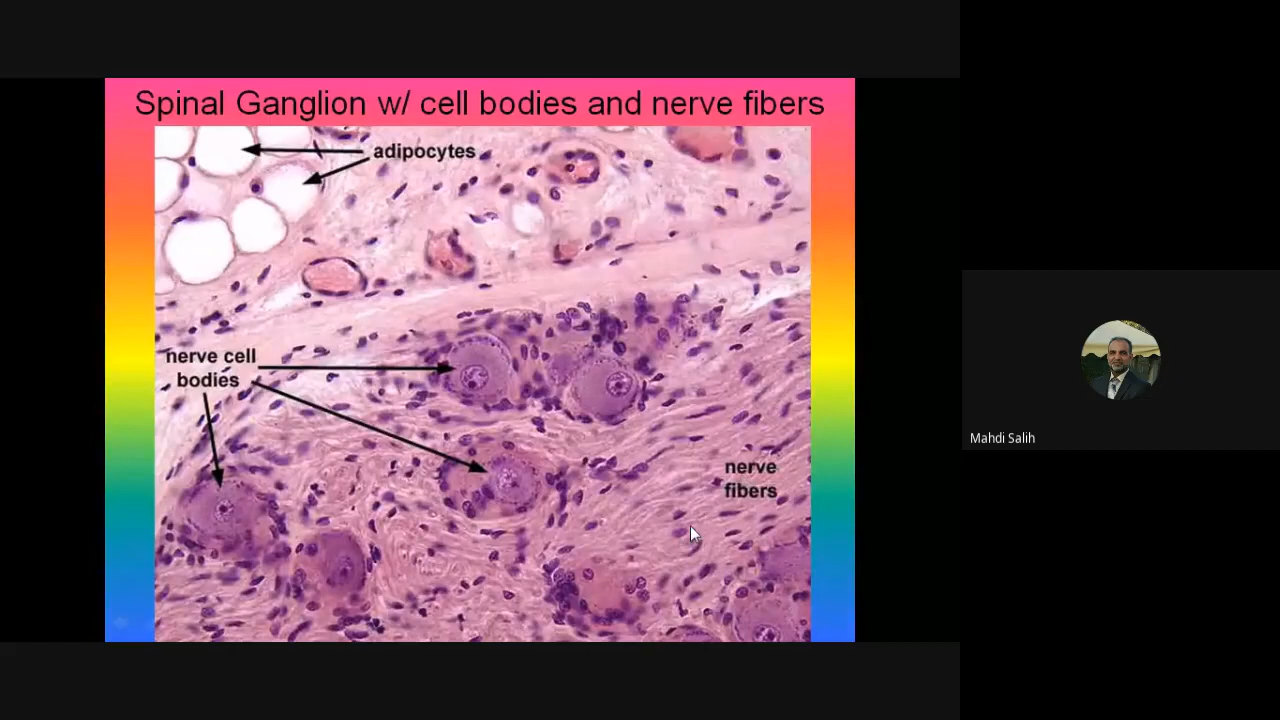 Spinal Ganglion w/ cell bodies and nerve fibers
adipocytes
nerve cell
bodies
nerve
fibers
Mahdi Salih